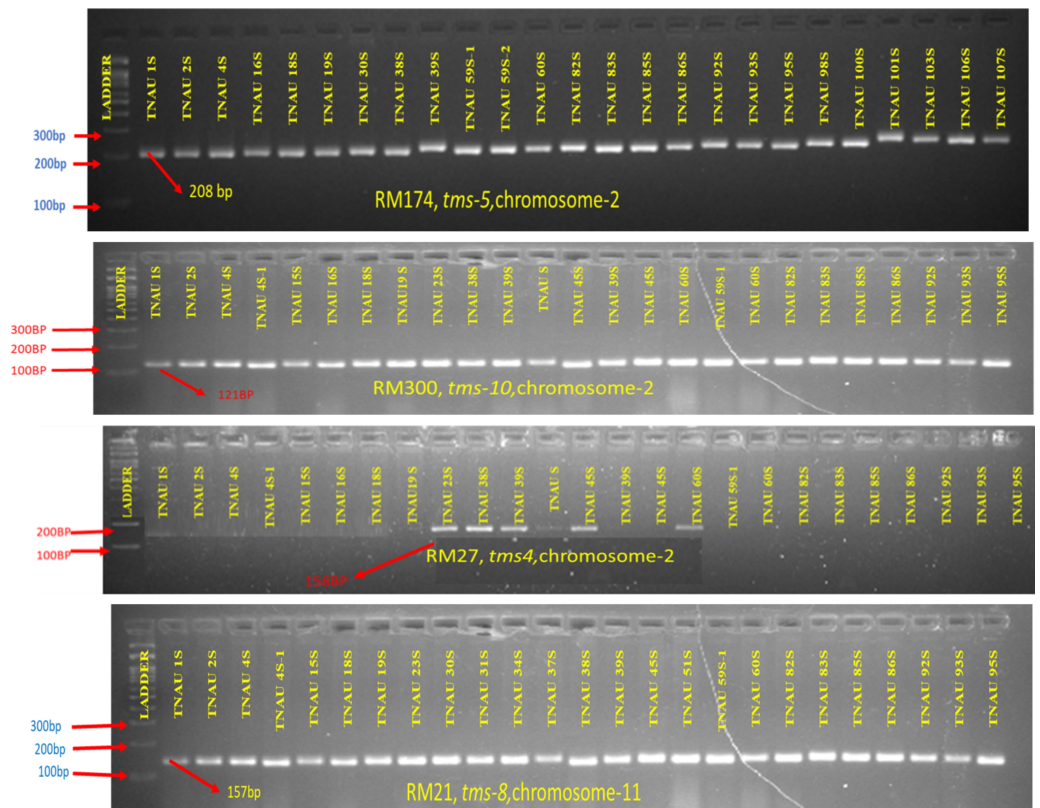 LADDER TNAU 1S TNAU 2S TNAU 4S TNAU 16S TNAU 18S TNAU 19S TNAU 30S TNAU 38S TNAU 39S TNAU 59S-1 TNAU 59S-2 TNAU 60S TNAU 82S TNAU 83S TNAU 85S TNAU 86S TNAU 92S TNAU 93S TNAU 95S TNAU 98S TNAU 100S TNAU 101S TNAU 103S TNAU 106S TNAU 107S
300bp
200bp
208 bp
100bp
RM174, tms-5,chromosome-2
LADDER TNAU 1S TNAU 2S TNAU 4S TNAU 4S-1 TNAU 15S TNAU 16S TNAU 18S TNAU19 S TNAU 23S TNAU 38S TNAU 39S TNAU S TNAU 45S TNAU 39S TNAU 45S TNAU 60S TNAU 59S-1 TNAU 60S TNAU 82S TNAU 83S TNAU 85S TNAU 86S TNAU 92S TNAU 93S TNAU 95S
300BP
200BP
100BP
121BP
RM300, tms-10,chromosome-2
LADDER TNAU 1S TNAU 2S TNAU 4S TNAU 4S-1 TNAU 15S TNAU 16S TNAU 18S TNAU19 S TNAU 23S TNAU 38S TNAU 39S TNAU S TNAU 45S TNAU 39S TNAU 45S TNAU 60S TNAU 59S-1 TNAU 60S TNAU 82S TNAU 83S TNAU 85S TNAU 86S TNAU 92S TNAU 93S TNAU 95S
200BP
100BP
RM27, tms4,chromosome-2
158BP
LADDER TNAU 1S TNAU 2S TNAU 4S TNAU 4S-1 TNAU 15S TNAU 18S TNAU 19S TNAU 23S TNAU 30S TNAU 31S TNAU 34S TNAU 37S TNAU 38S TNAU 39S TNAU 45S TNAU 51S TNAU 59S-1 TNAU 60S TNAU 82S TNAU 83S TNAU 85S TNAU 86S TNAU 92S TNAU 93S TNAU 95S
300bp
200bp
100bp
157bp
RM21, tms-8,chromosome-11